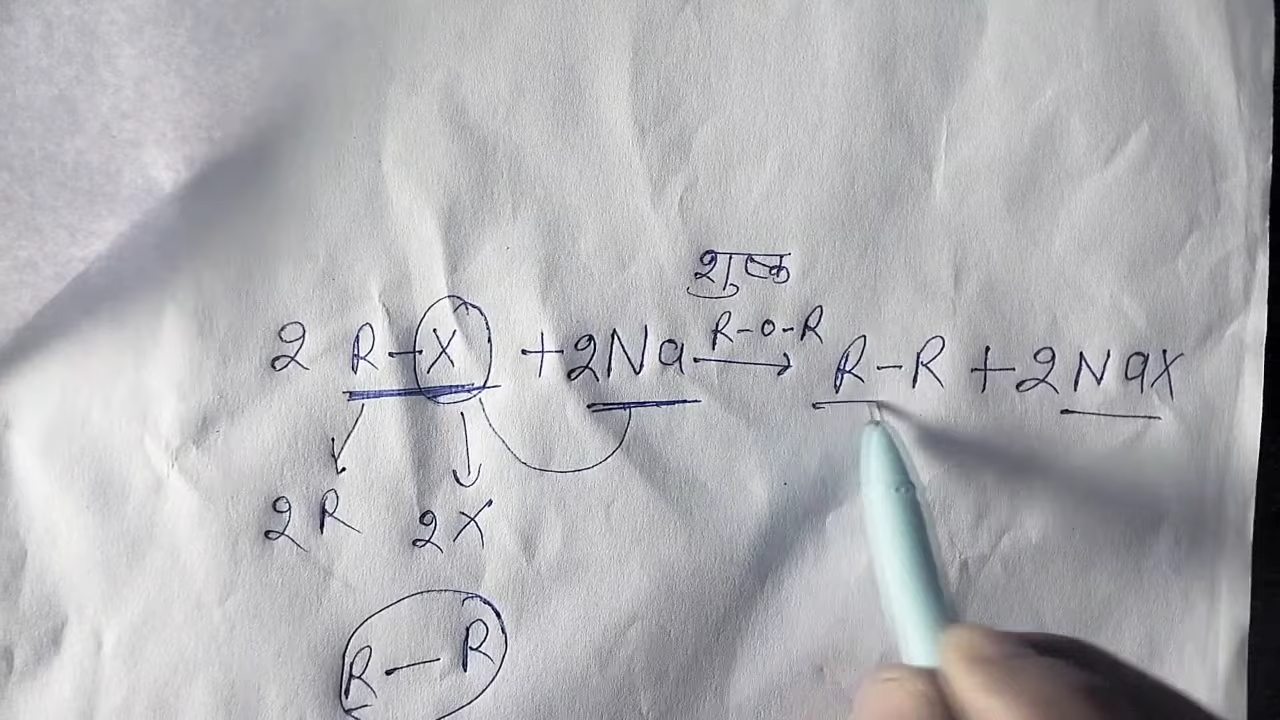 शुष्क
R-O-R
2 R-X + 2Na → R-R + 2NaX
2R 2X
R-R